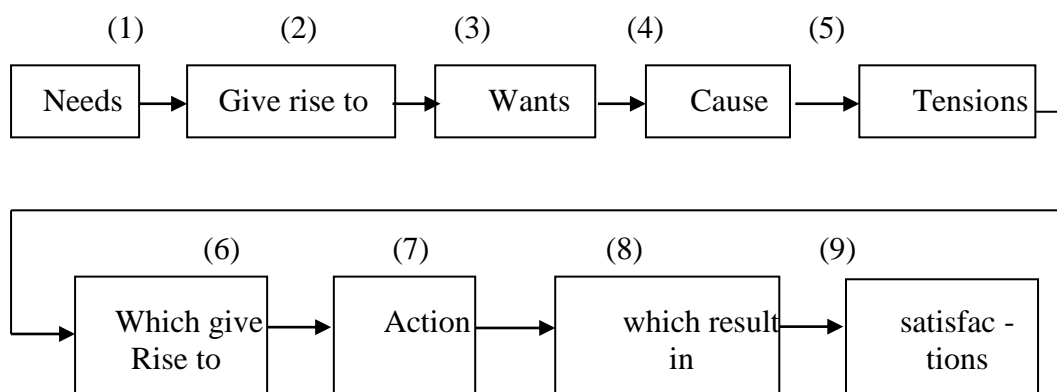 (1) (2) (3) (4) (5)
Needs Give rise to Wants Cause Tensions
(6) (7) (8) (9)
Which give Action which result satisfac -
Rise to in tions